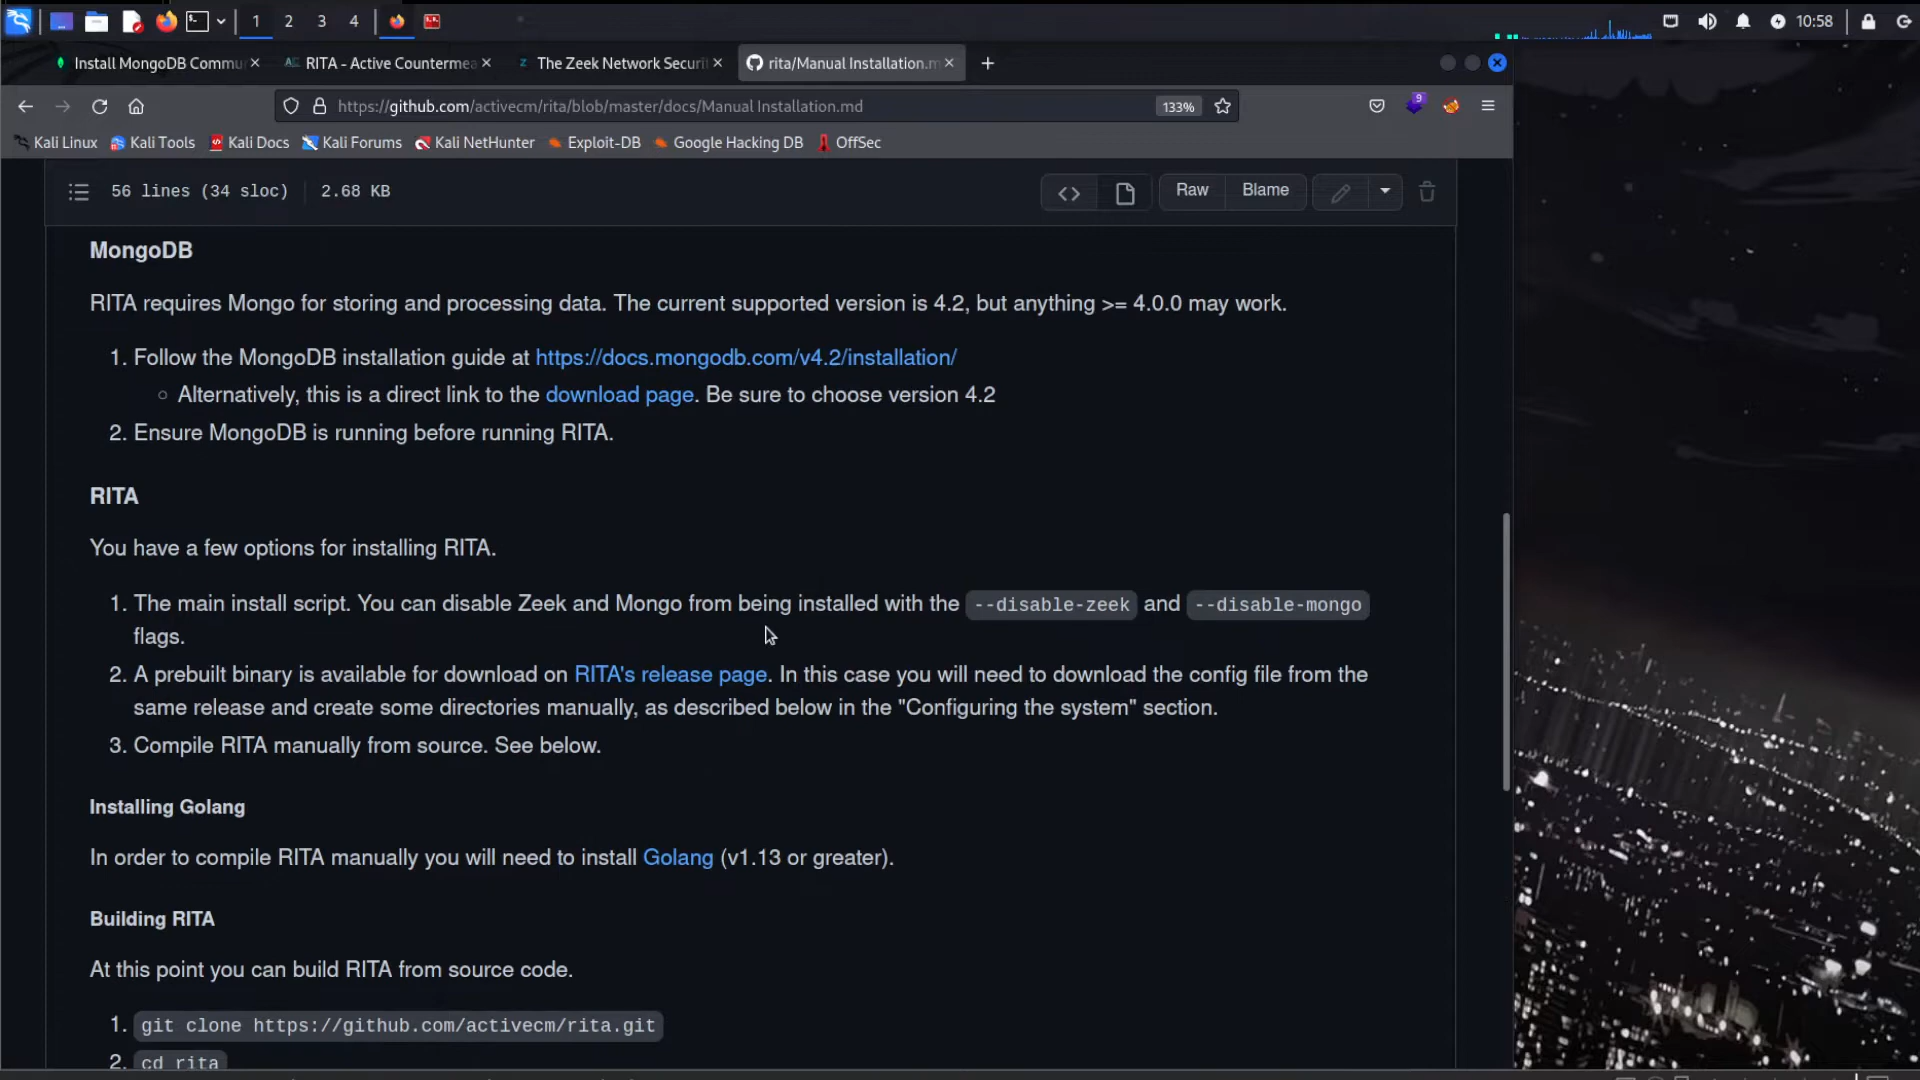 1 2 3 4
10:58
Install MongoDB Commu
RITA - Active Countermea
The Zeek Network Securi
rita/Manual Installation.m
https://github.com/activecm/rita/blob/master/docs/Manual Installation.md
133%
9
Kali Linux
Kali Tools
Kali Docs
Kali Forums
Kali NetHunter
Exploit-DB
Google Hacking DB
OffSec
56 lines (34 sloc)
2.68 KB
Raw
Blame
MongoDB
RITA requires Mongo for storing and processing data. The current supported version is 4.2, but anything >= 4.0.0 may work.
1. Follow the MongoDB installation guide at https://docs.mongodb.com/v4.2/installation/
Alternatively, this is a direct link to the download page. Be sure to choose version 4.2
2. Ensure MongoDB is running before running RITA.
RITA
You have a few options for installing RITA.
1. The main install script. You can disable Zeek and Mongo from being installed with the --disable-zeek and --disable-mongo
flags.
2. A prebuilt binary is available for download on RITA's release page. In this case you will need to download the config file from the
same release and create some directories manually, as described below in the "Configuring the system" section.
3. Compile RITA manually from source. See below.
Installing Golang
In order to compile RITA manually you will need to install Golang (v1.13 or greater).
Building RITA
At this point you can build RITA from source code.
1. git clone https://github.com/activecm/rita.git
2. cd rita